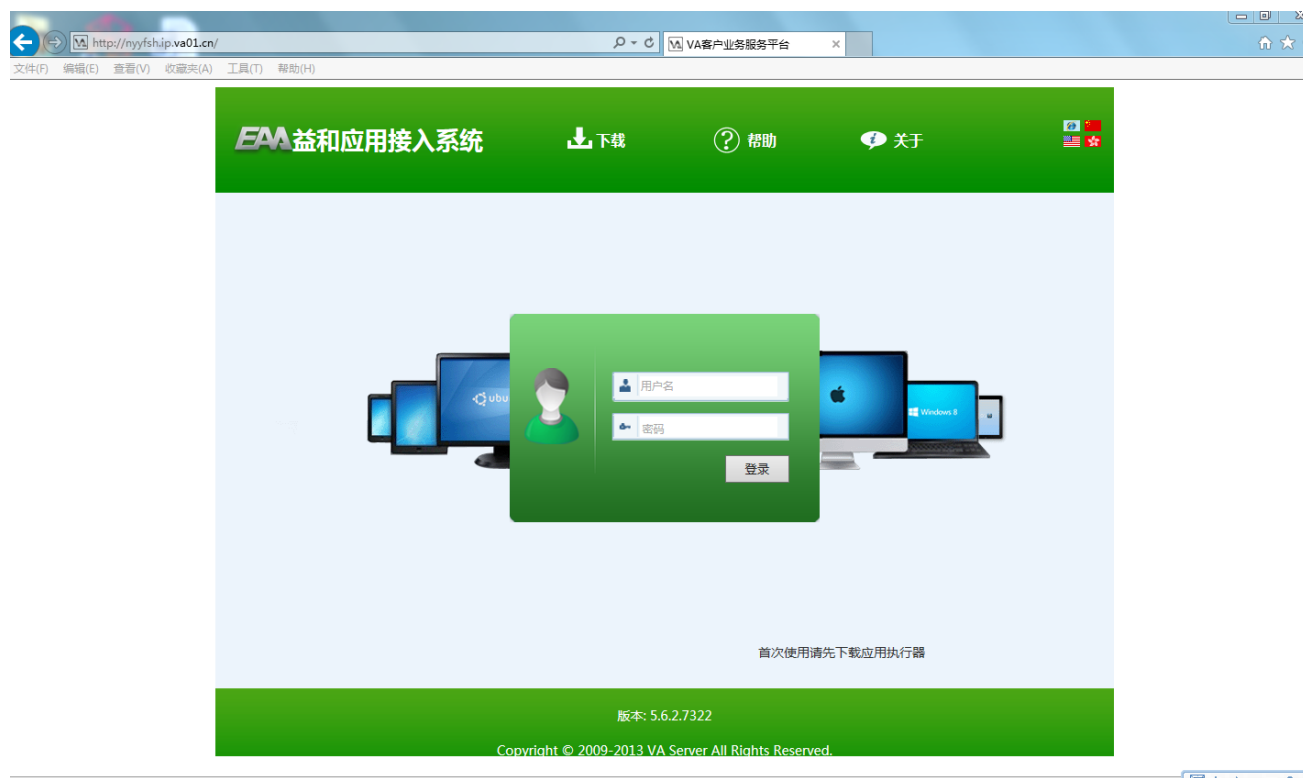 http://nyyfsh.ip.va01.cn/
VA客户业务服务平台
文件(F) 编辑(E) 查看(V) 收藏夹(A) 工具(T) 帮助(H)
EAA益和应用接入系统 下载 帮助 关于
用户名
ubu
Windows 8
密码
登录
首次使用请先下载应用执行器
版本: 5.6.2.7322
Copyright © 2009-2013 VA Server All Rights Reserved.